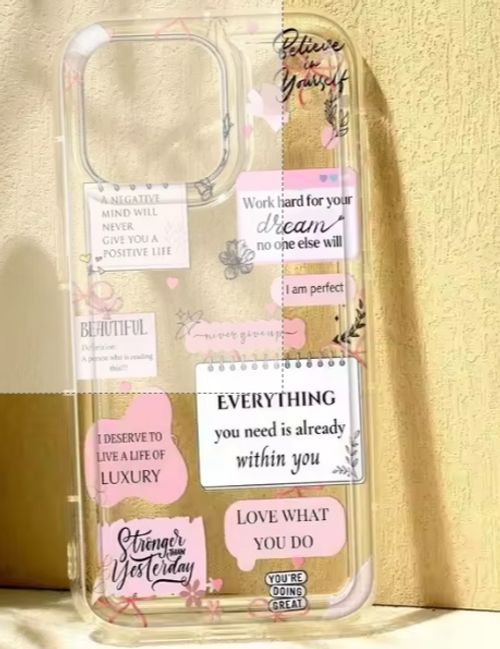 Believe
in
Yourself
A NEGATIVE
MIND WILL
NEVER
GIVE YOU A
POSITIVE LIFE
Work hard for your
dream
no one else will
I am perfect
BEAUTIFUL
Definition:
A person who is reading
this!!!
never give up
EVERYTHING
you need is already
within you
I DESERVE TO
LIVE A LIFE OF
LUXURY
LOVE WHAT
YOU DO
Stronger
THAN
Yesterday
YOU'RE
DOING
GREAT